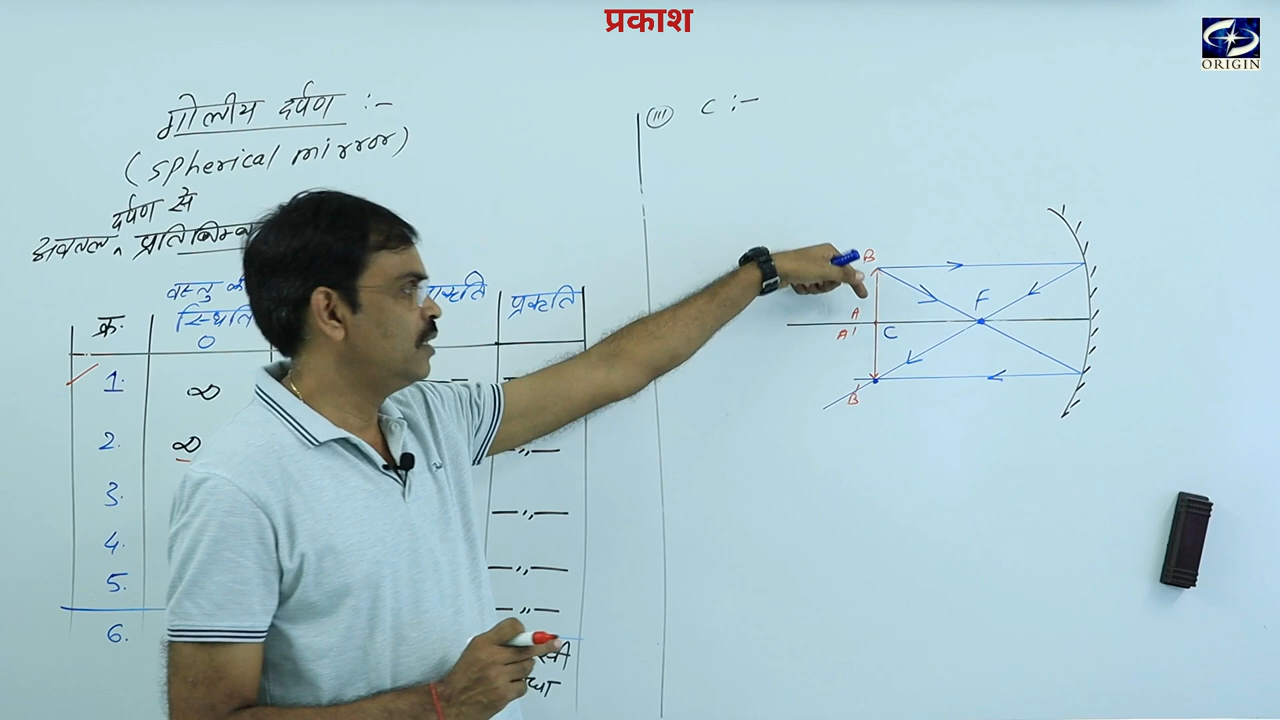 प्रकाश
ORIGIN
गोलीय दर्पण :-
(Spherical mirror)
दर्पण से
अवतल ^ प्रतिबिम्ब
क्र. वस्तु स्थिति O प्रकृति
1. ∞ —
2. ∞ —,,—
3. —,,—
4.
5. —,,—
—,,—
6.
(iii) C :-
B
F
A
A' C
B'